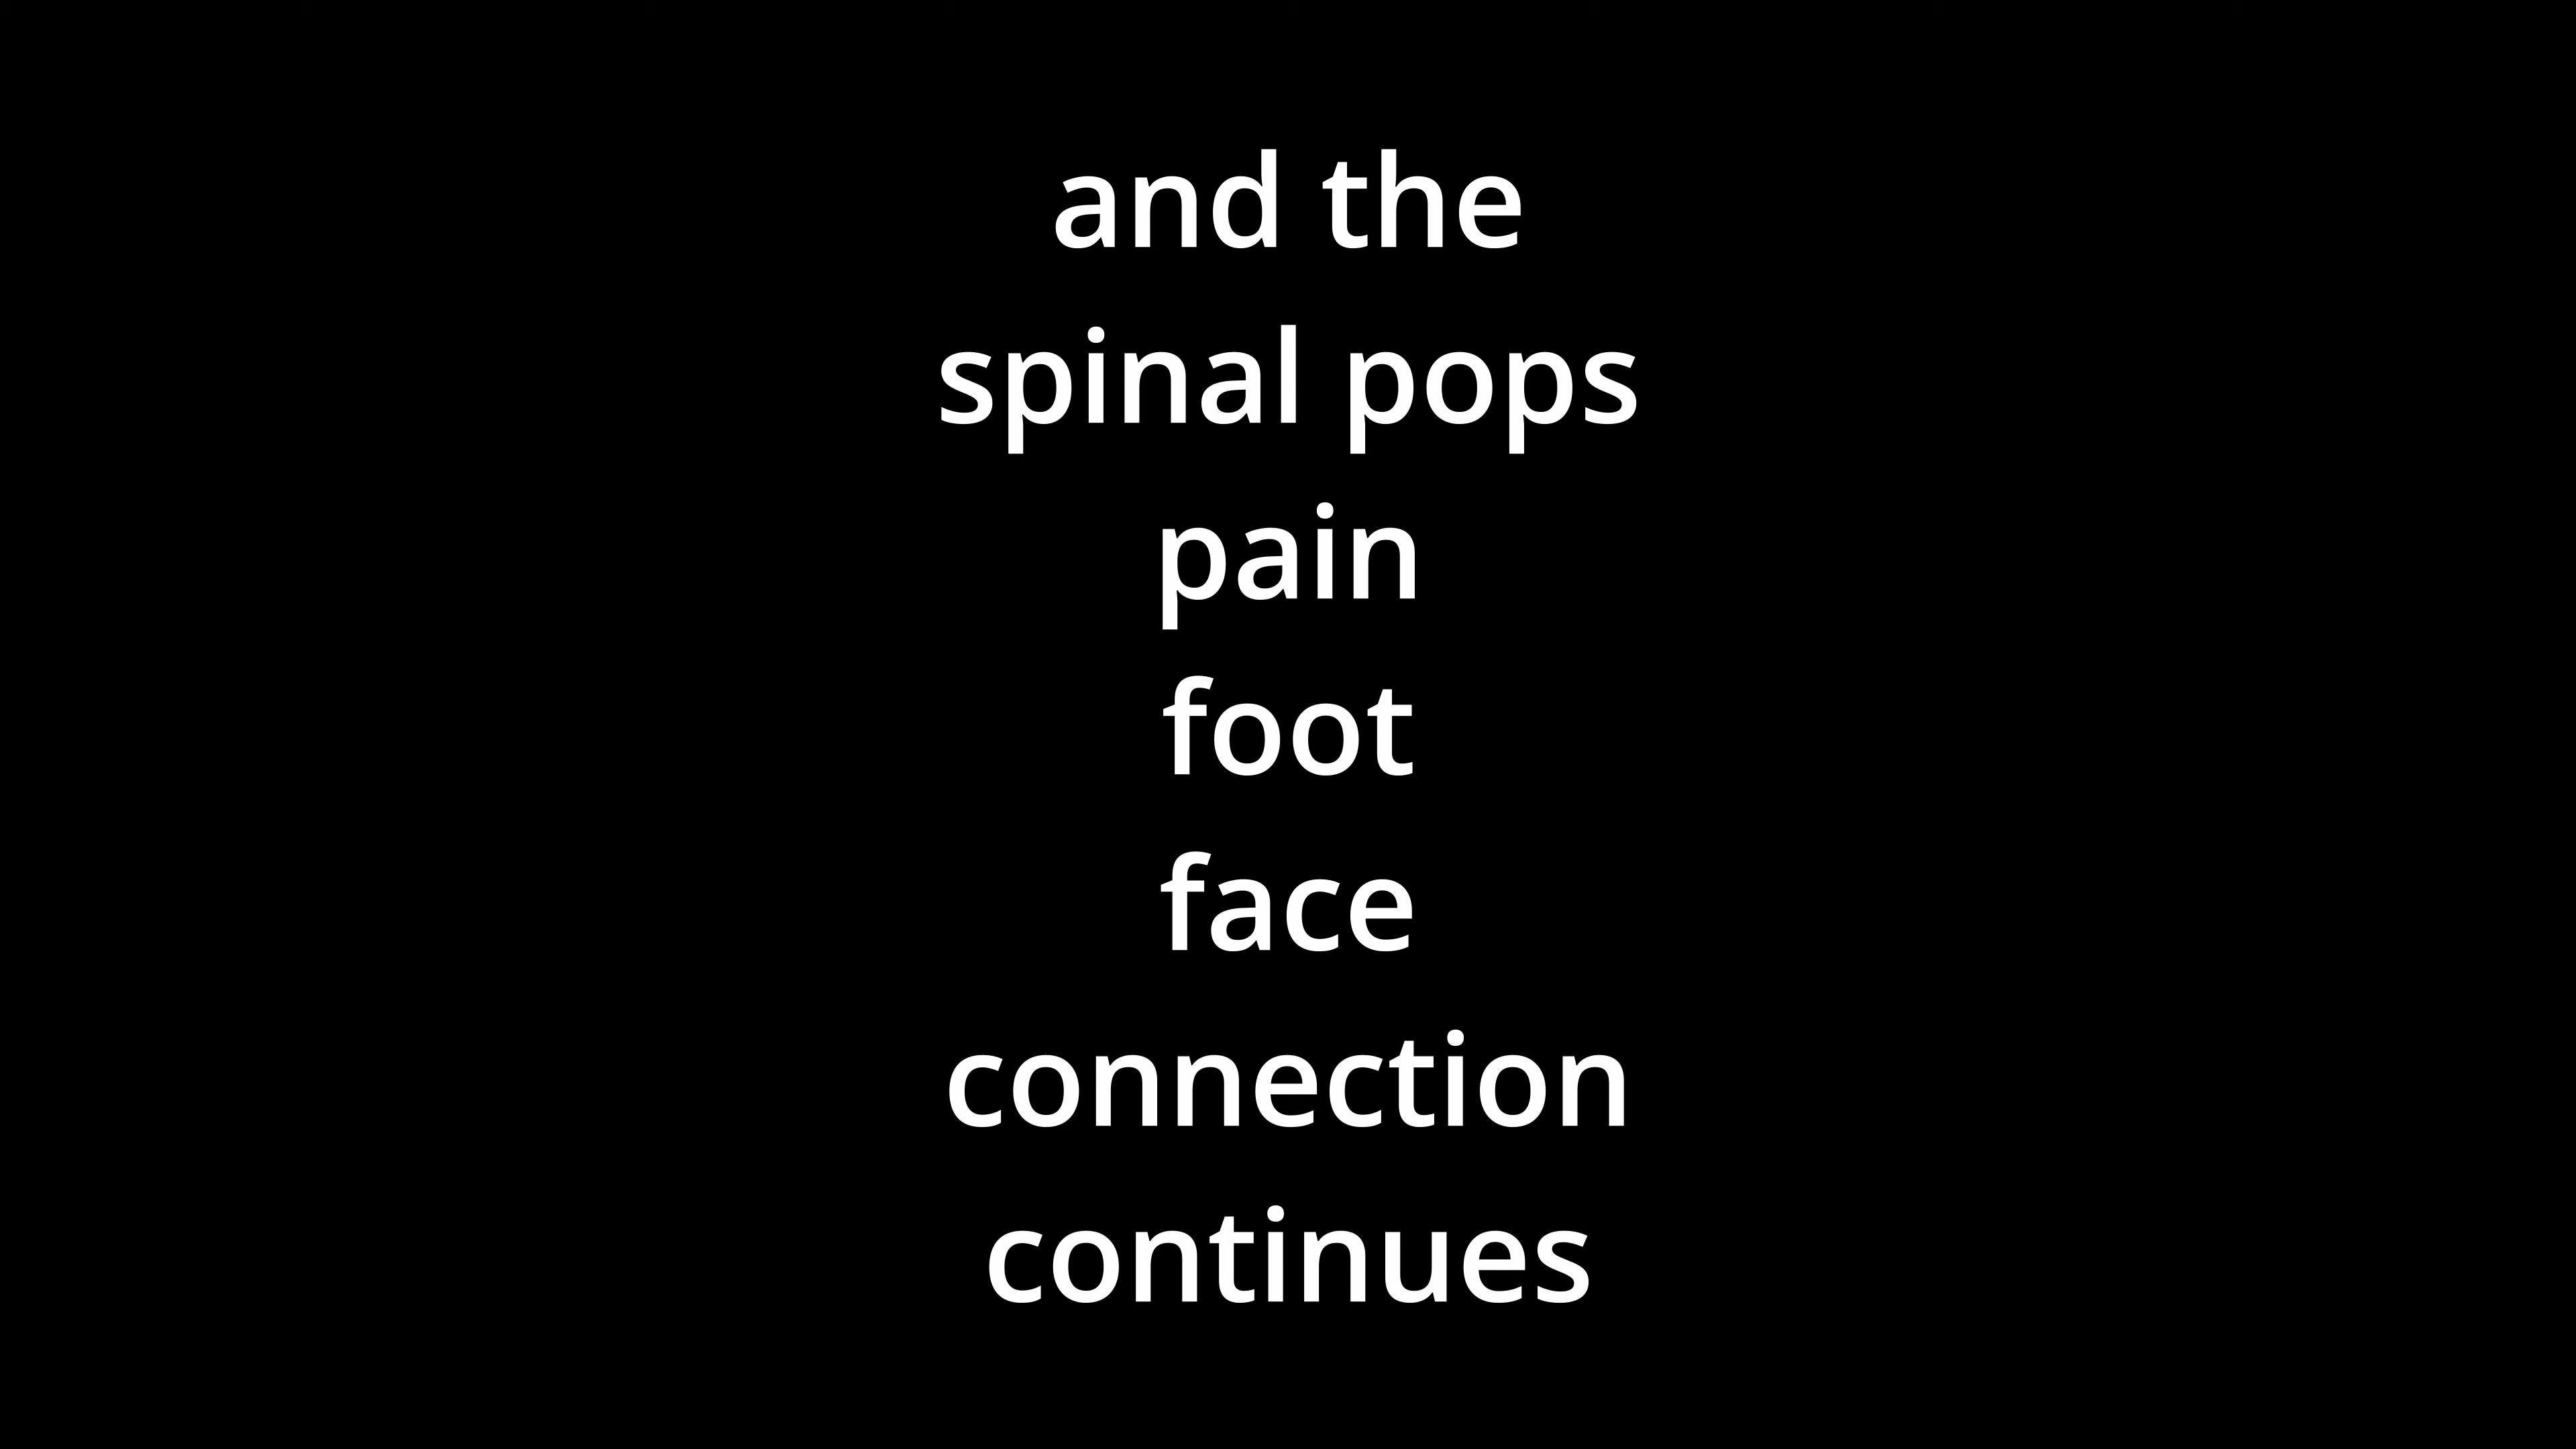 and the
spinal pops
pain
foot
face
connection
continues